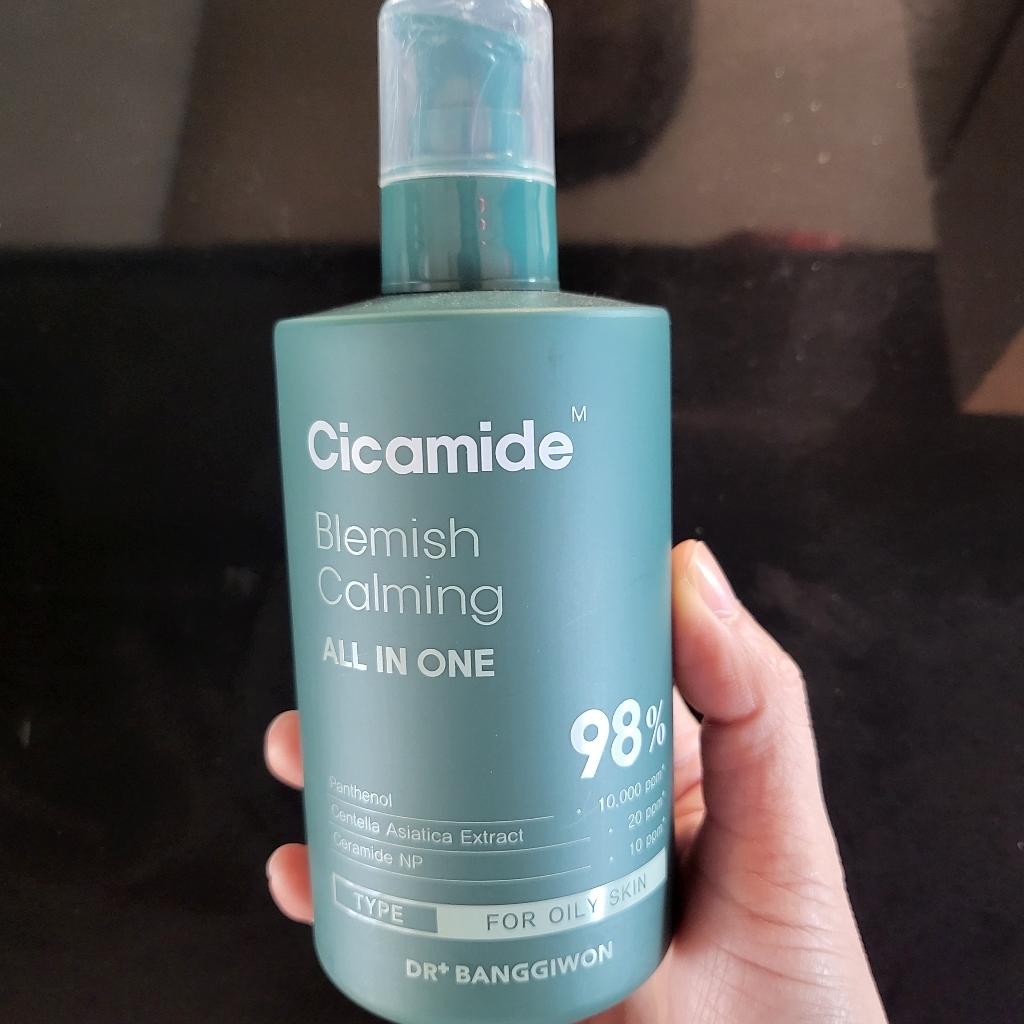 Cicamide M
Blemish
Calming
ALL IN ONE
98%
Panthenol 10,000 ppm*
Centella Asiatica Extract 20 ppm*
Ceramide NP 10 ppm*
TYPE FOR OILY SKIN
DR+ BANGGIWON